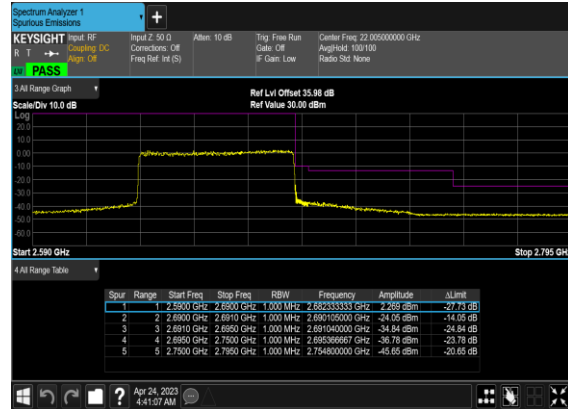 Spectrum Analyzer 1
Spurious Emissions
KEYSIGHT Input: RF
R T Coupling: DC
Align: Off
PASS
Input Z: 50 Ω
Corrections: Off
Freq Ref: Int (S)
Atten: 10 dB
Trig: Free Run
Gate: Off
IF Gain: Low
Center Freq: 22.005000000 GHz
Avg|Hold: 100/100
Radio Std: None
3 All Range Graph
Scale/Div 10.0 dB
Ref Lvl Offset 35.98 dB
Ref Value 30.00 dBm
Log
20.0
10.0
0.00
-10.0
-20.0
-30.0
-40.0
-50.0
-60.0
Start 2.590 GHz
Stop 2.795 GHz
4 All Range Table
Spur Range Start Freq Stop Freq RBW Frequency Amplitude ΔLimit
1 1 2.5900 GHz 2.6900 GHz 1.000 MHz 2.682333333 GHz 2.269 dBm -27.73 dB
2 2 2.6900 GHz 2.6910 GHz 1.000 MHz 2.690105000 GHz -24.05 dBm -14.05 dB
3 3 2.6910 GHz 2.6950 GHz 1.000 MHz 2.691040000 GHz -34.84 dBm -24.84 dB
4 4 2.6950 GHz 2.7500 GHz 1.000 MHz 2.695366667 GHz -36.78 dBm -23.78 dB
5 5 2.7500 GHz 2.7950 GHz 1.000 MHz 2.754800000 GHz -45.65 dBm -20.65 dB
?
Apr 24, 2023
4:41:07 AM